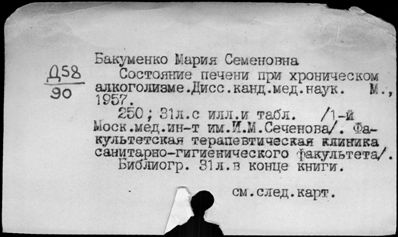 Бакуменко Мария Семеновна
Д58
90
Состояние печени при хроническом
алкоголизме.Дисс.канд.мед.наук. М.,
1957.
250; 31л.с илл.и табл. /1-й
Моск.мед.ин-т им.И.М.Сеченова/. Фа-
культетская терапевтическая клиника
санитарно-гигиенического факультета/.
Библиогр. 31л.в конце книги.
см.след.карт.